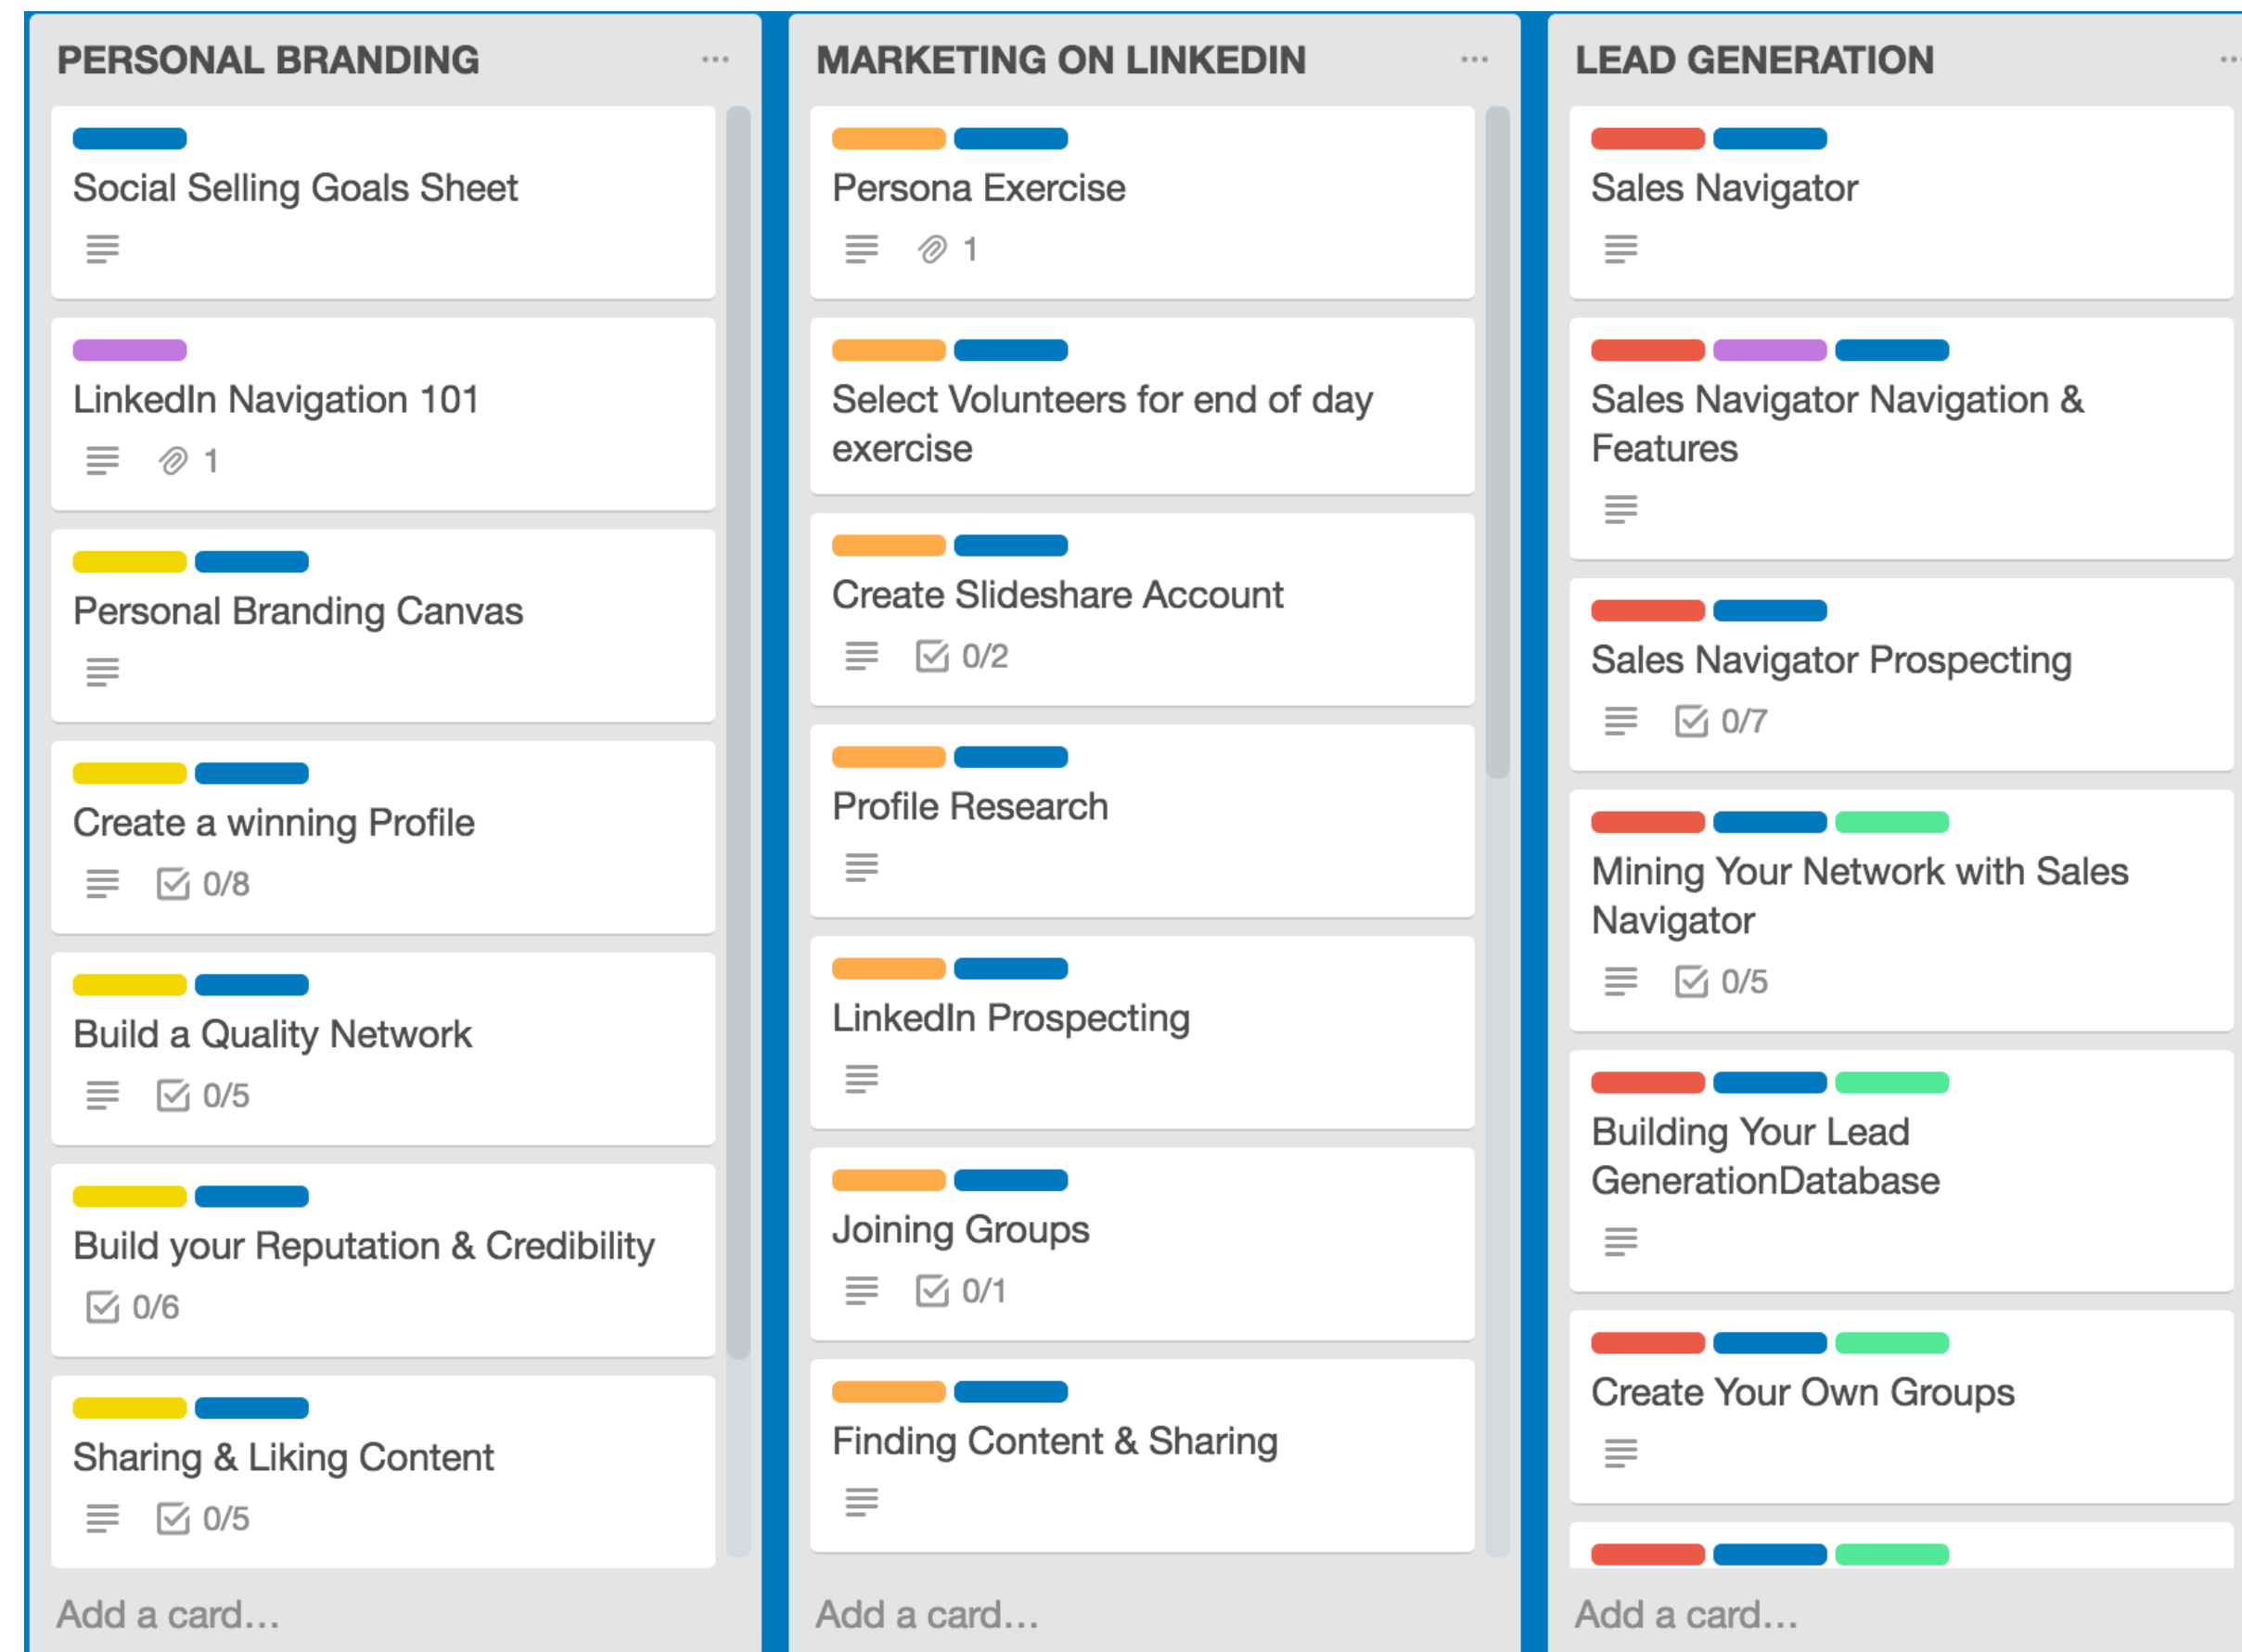 PERSONAL BRANDING
Social Selling Goals Sheet
LinkedIn Navigation 101
1
Personal Branding Canvas
Create a winning Profile
0/8
Build a Quality Network
0/5
Build your Reputation & Credibility
0/6
Sharing & Liking Content
0/5
Add a card...
MARKETING ON LINKEDIN
Persona Exercise
1
Select Volunteers for end of day
exercise
Create Slideshare Account
0/2
Profile Research
LinkedIn Prospecting
Joining Groups
0/1
Finding Content & Sharing
Add a card...
LEAD GENERATION
Sales Navigator
Sales Navigator Navigation &
Features
Sales Navigator Prospecting
0/7
Mining Your Network with Sales
Navigator
0/5
Building Your Lead
GenerationDatabase
Create Your Own Groups
Add a card...